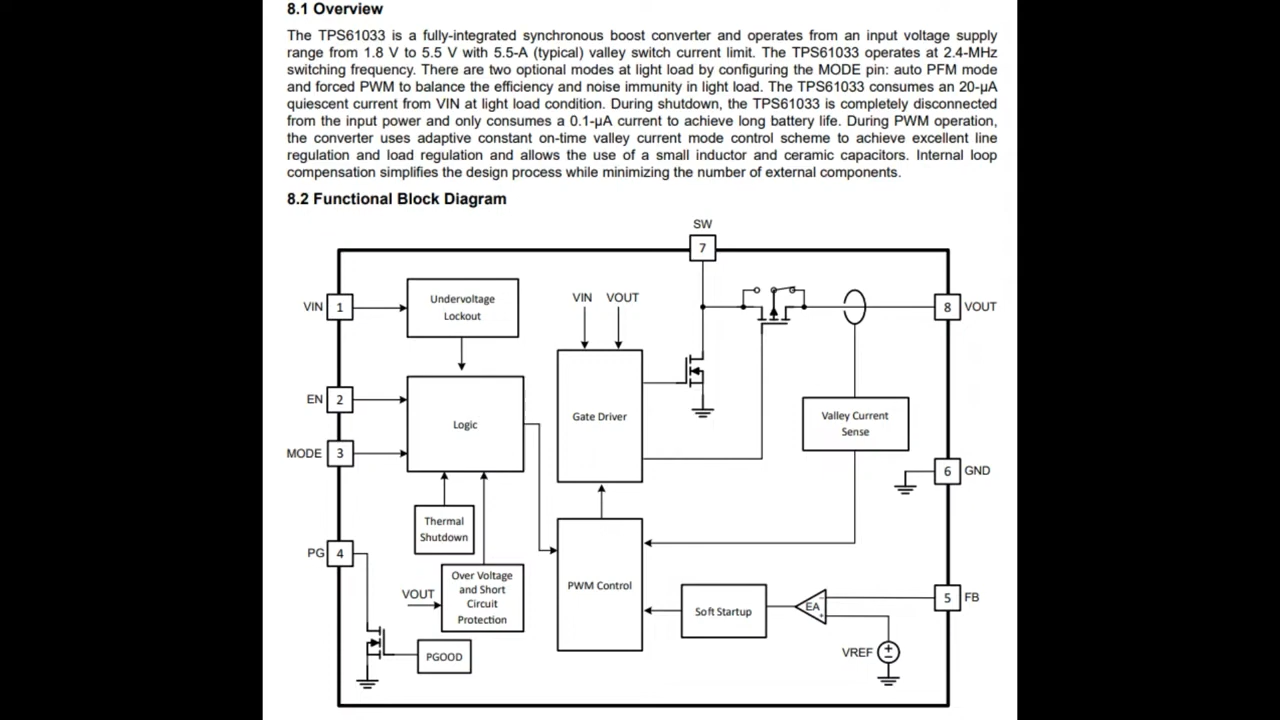 8.1 Overview
The TPS61033 is a fully-integrated synchronous boost converter and operates from an input voltage supply
range from 1.8 V to 5.5 V with 5.5-A (typical) valley switch current limit. The TPS61033 operates at 2.4-MHz
switching frequency. There are two optional modes at light load by configuring the MODE pin: auto PFM mode
and forced PWM to balance the efficiency and noise immunity in light load. The TPS61033 consumes an 20-µA
quiescent current from VIN at light load condition. During shutdown, the TPS61033 is completely disconnected
from the input power and only consumes a 0.1-µA current to achieve long battery life. During PWM operation,
the converter uses adaptive constant on-time valley current mode control scheme to achieve excellent line
regulation and load regulation and allows the use of a small inductor and ceramic capacitors. Internal loop
compensation simplifies the design process while minimizing the number of external components.
8.2 Functional Block Diagram
SW
7
VIN 1
Undervoltage
Lockout
VIN VOUT
8 VOUT
EN 2
Logic
Gate Driver
Valley Current
Sense
MODE 3
6 GND
Thermal
Shutdown
PG 4
VOUT
Over Voltage
and Short
Circuit
Protection
PWM Control
Soft Startup
EA
- +
5 FB
VREF
+ −
PGOOD